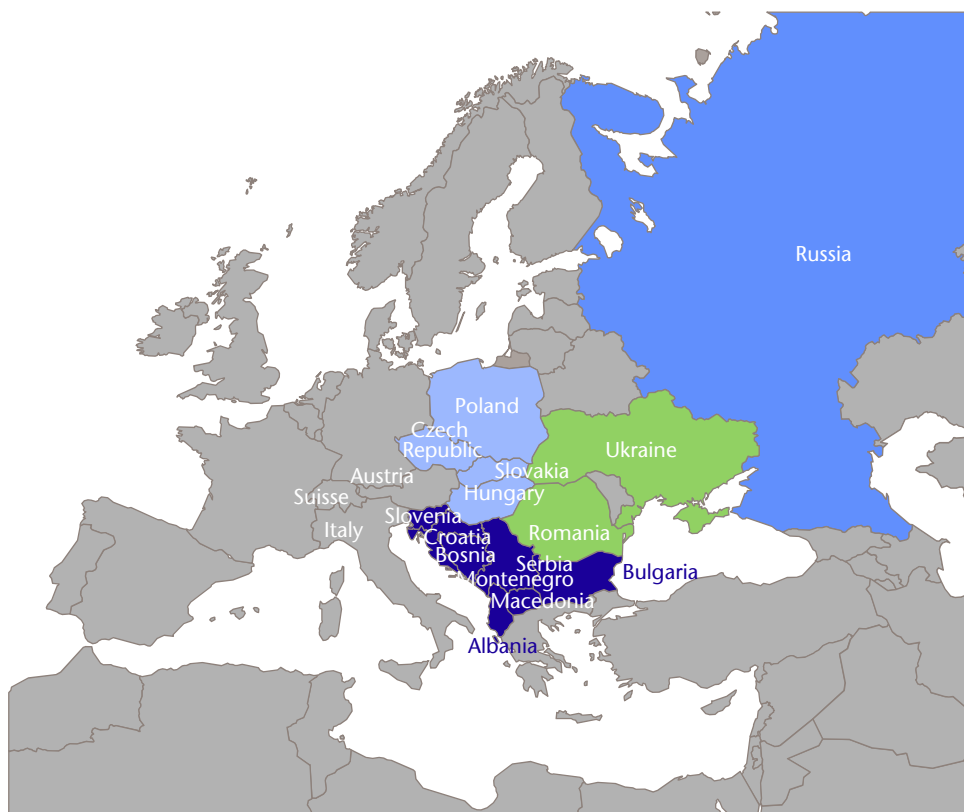 Russia
Poland
Czech
Republic
Ukraine
Slovakia
Austria
Hungary
Suisse
Slovenia
Italy
Romania
Croatia
Bosnia
Serbia
Bulgaria
Montenegro
Macedonia
Albania